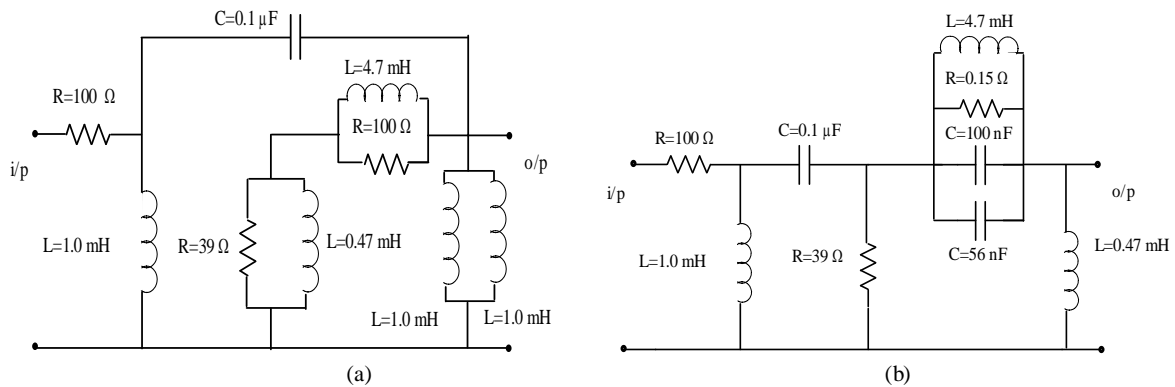 C=0.1 µF
L=4.7 mH
R=100 Ω
R=100 Ω
i/p
o/p
L=1.0 mH
R=39 Ω
L=0.47 mH
L=1.0 mH
L=1.0 mH
(a)
L=4.7 mH
R=0.15 Ω
C=0.1 µF
C=100 nF
R=100 Ω
i/p
o/p
C=56 nF
L=1.0 mH
R=39 Ω
L=0.47 mH
(b)